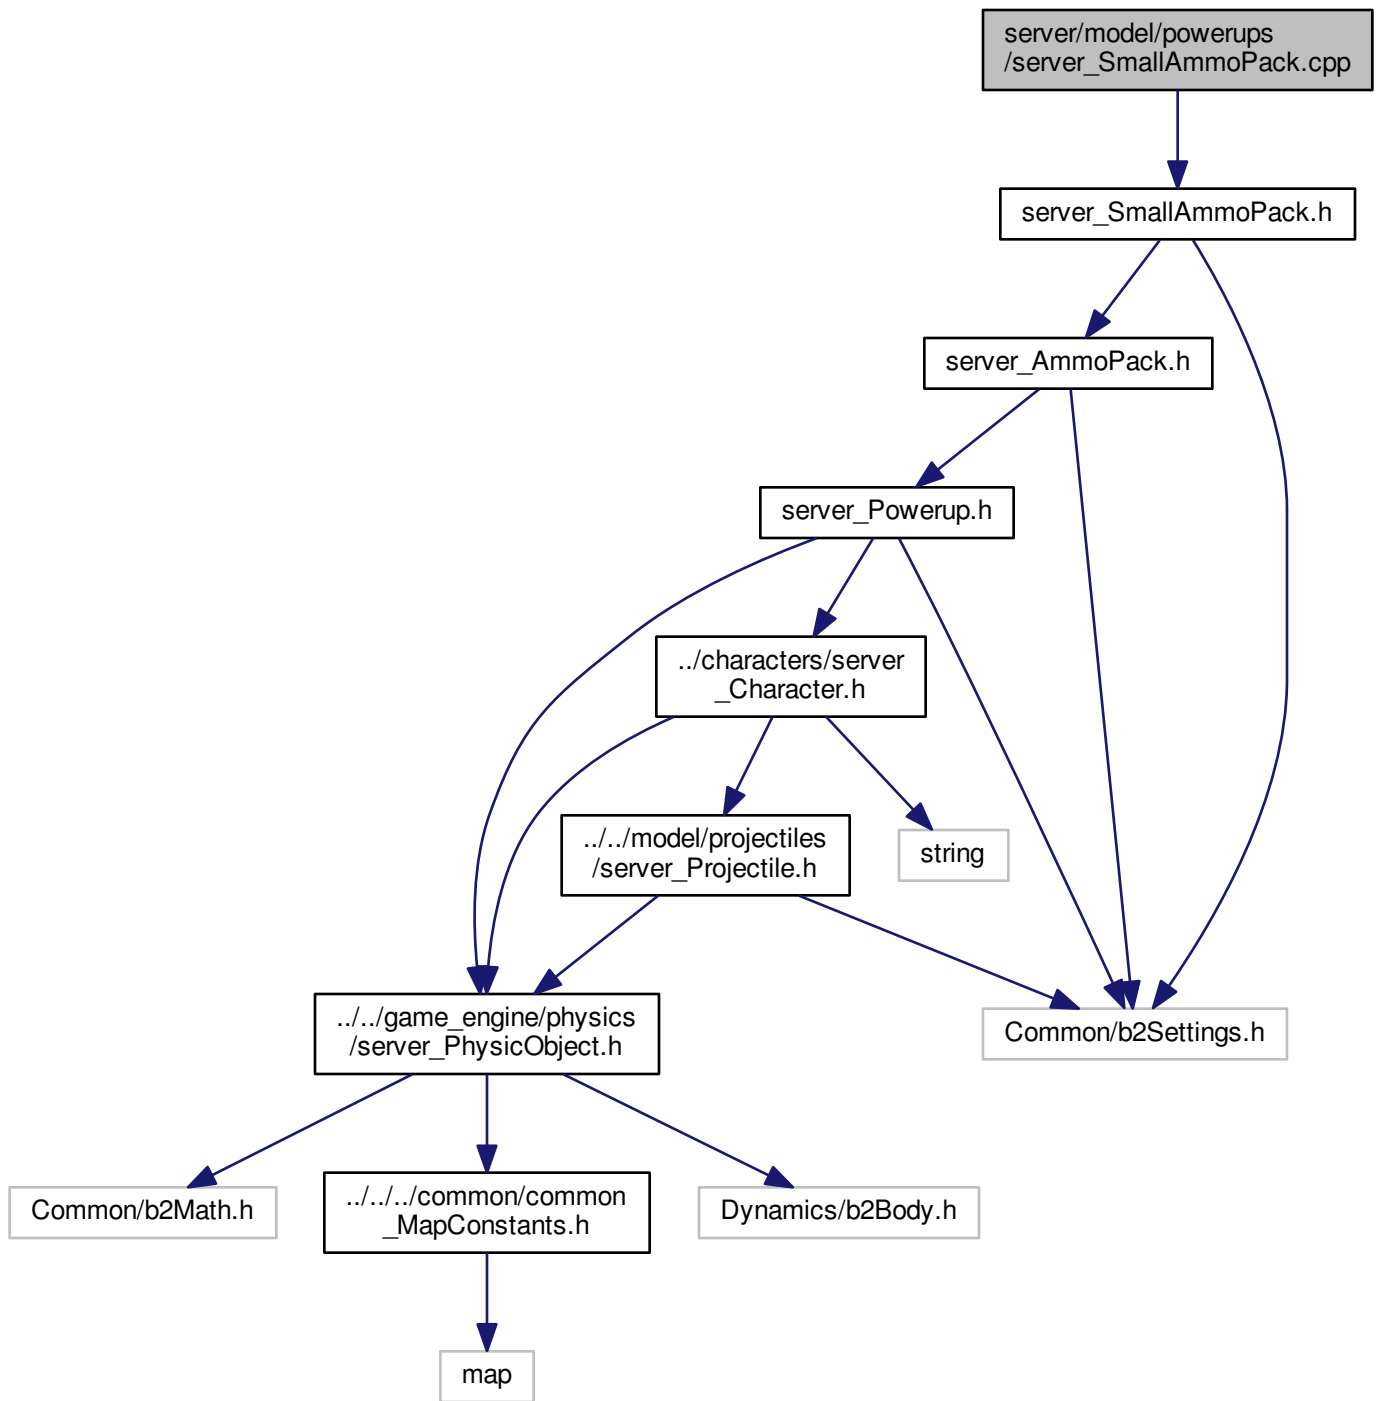 server/model/powerups
/server_SmallAmmoPack.cpp
server_SmallAmmoPack.h
server_AmmoPack.h
server_Powerup.h
../characters/server
_Character.h
../../model/projectiles
/server_Projectile.h
string
../../game_engine/physics
/server_PhysicObject.h
Common/b2Settings.h
Common/b2Math.h
../../../common/common
_MapConstants.h
Dynamics/b2Body.h
map